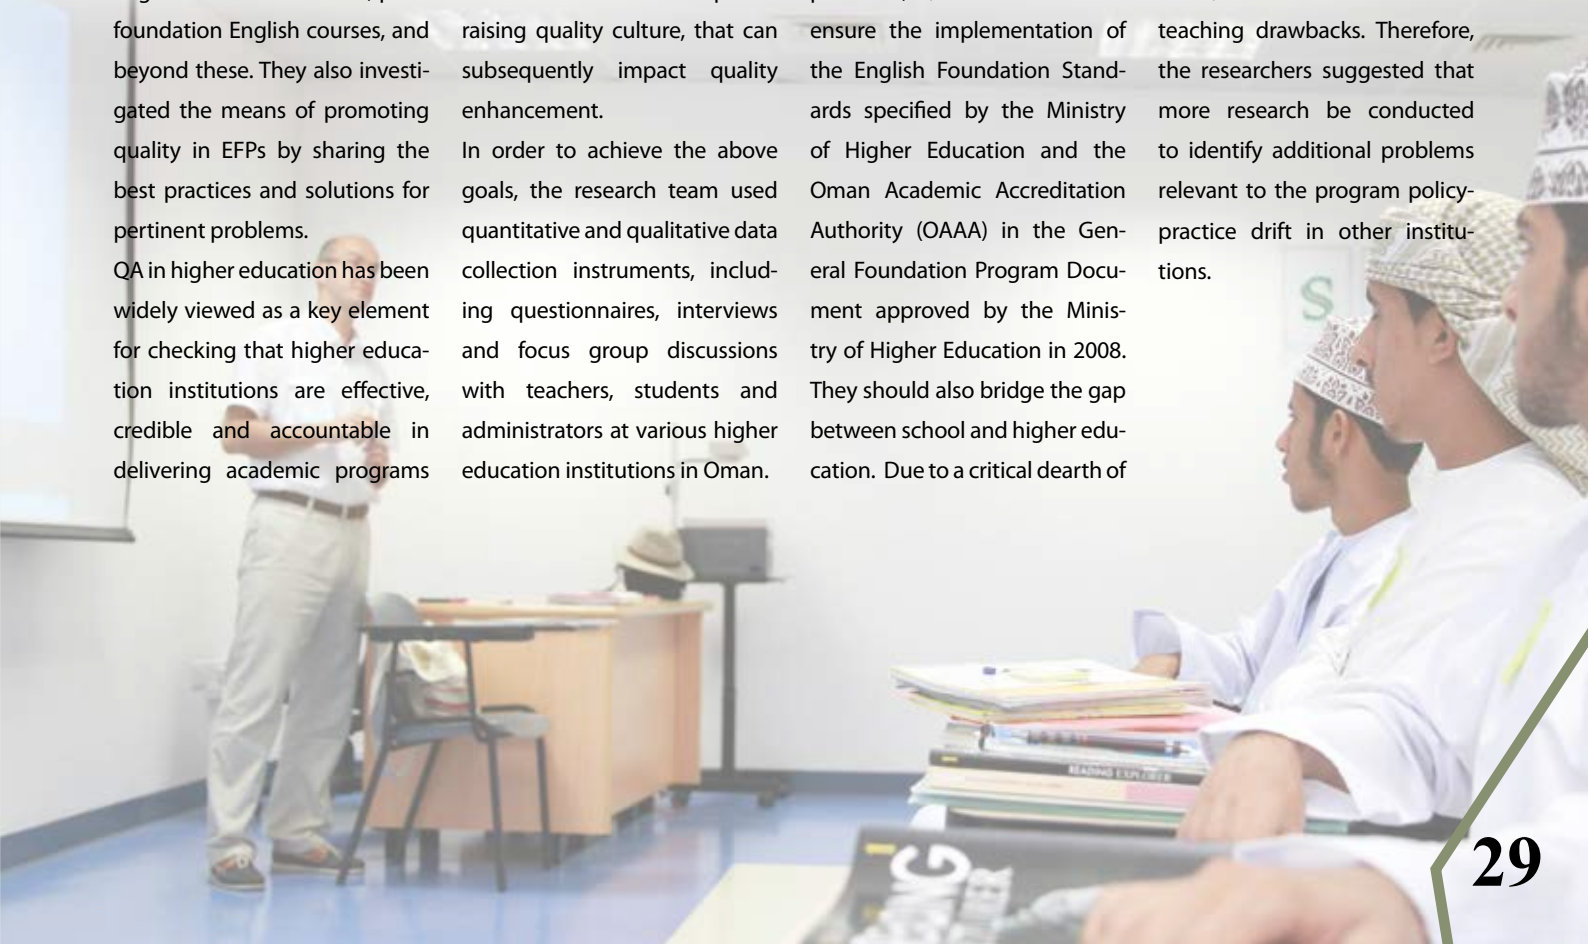 foundation English courses, and
beyond these. They also investi-
gated the means of promoting
quality in EFPs by sharing the
best practices and solutions for
pertinent problems.
QA in higher education has been
widely viewed as a key element
for checking that higher educa-
tion institutions are effective,
credible and accountable in
delivering academic programs
raising quality culture, that can
subsequently impact quality
enhancement.
In order to achieve the above
goals, the research team used
quantitative and qualitative data
collection instruments, includ-
ing questionnaires, interviews
and focus group discussions
with teachers, students and
administrators at various higher
education institutions in Oman.
ensure the implementation of
the English Foundation Stand-
ards specified by the Ministry
of Higher Education and the
Oman Academic Accreditation
Authority (OAAA) in the Gen-
eral Foundation Program Docu-
ment approved by the Minis-
try of Higher Education in 2008.
They should also bridge the gap
between school and higher edu-
cation. Due to a critical dearth of
teaching drawbacks. Therefore,
the researchers suggested that
more research be conducted
to identify additional problems
relevant to the program policy-
practice drift in other institu-
tions.
S
READING EXPLORER
29